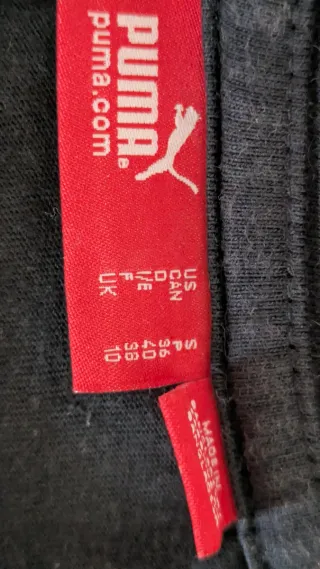 PUMA®
puma.com
US S
CAN P
D 36
I/E 40
F 38
UK 10
MADE IN